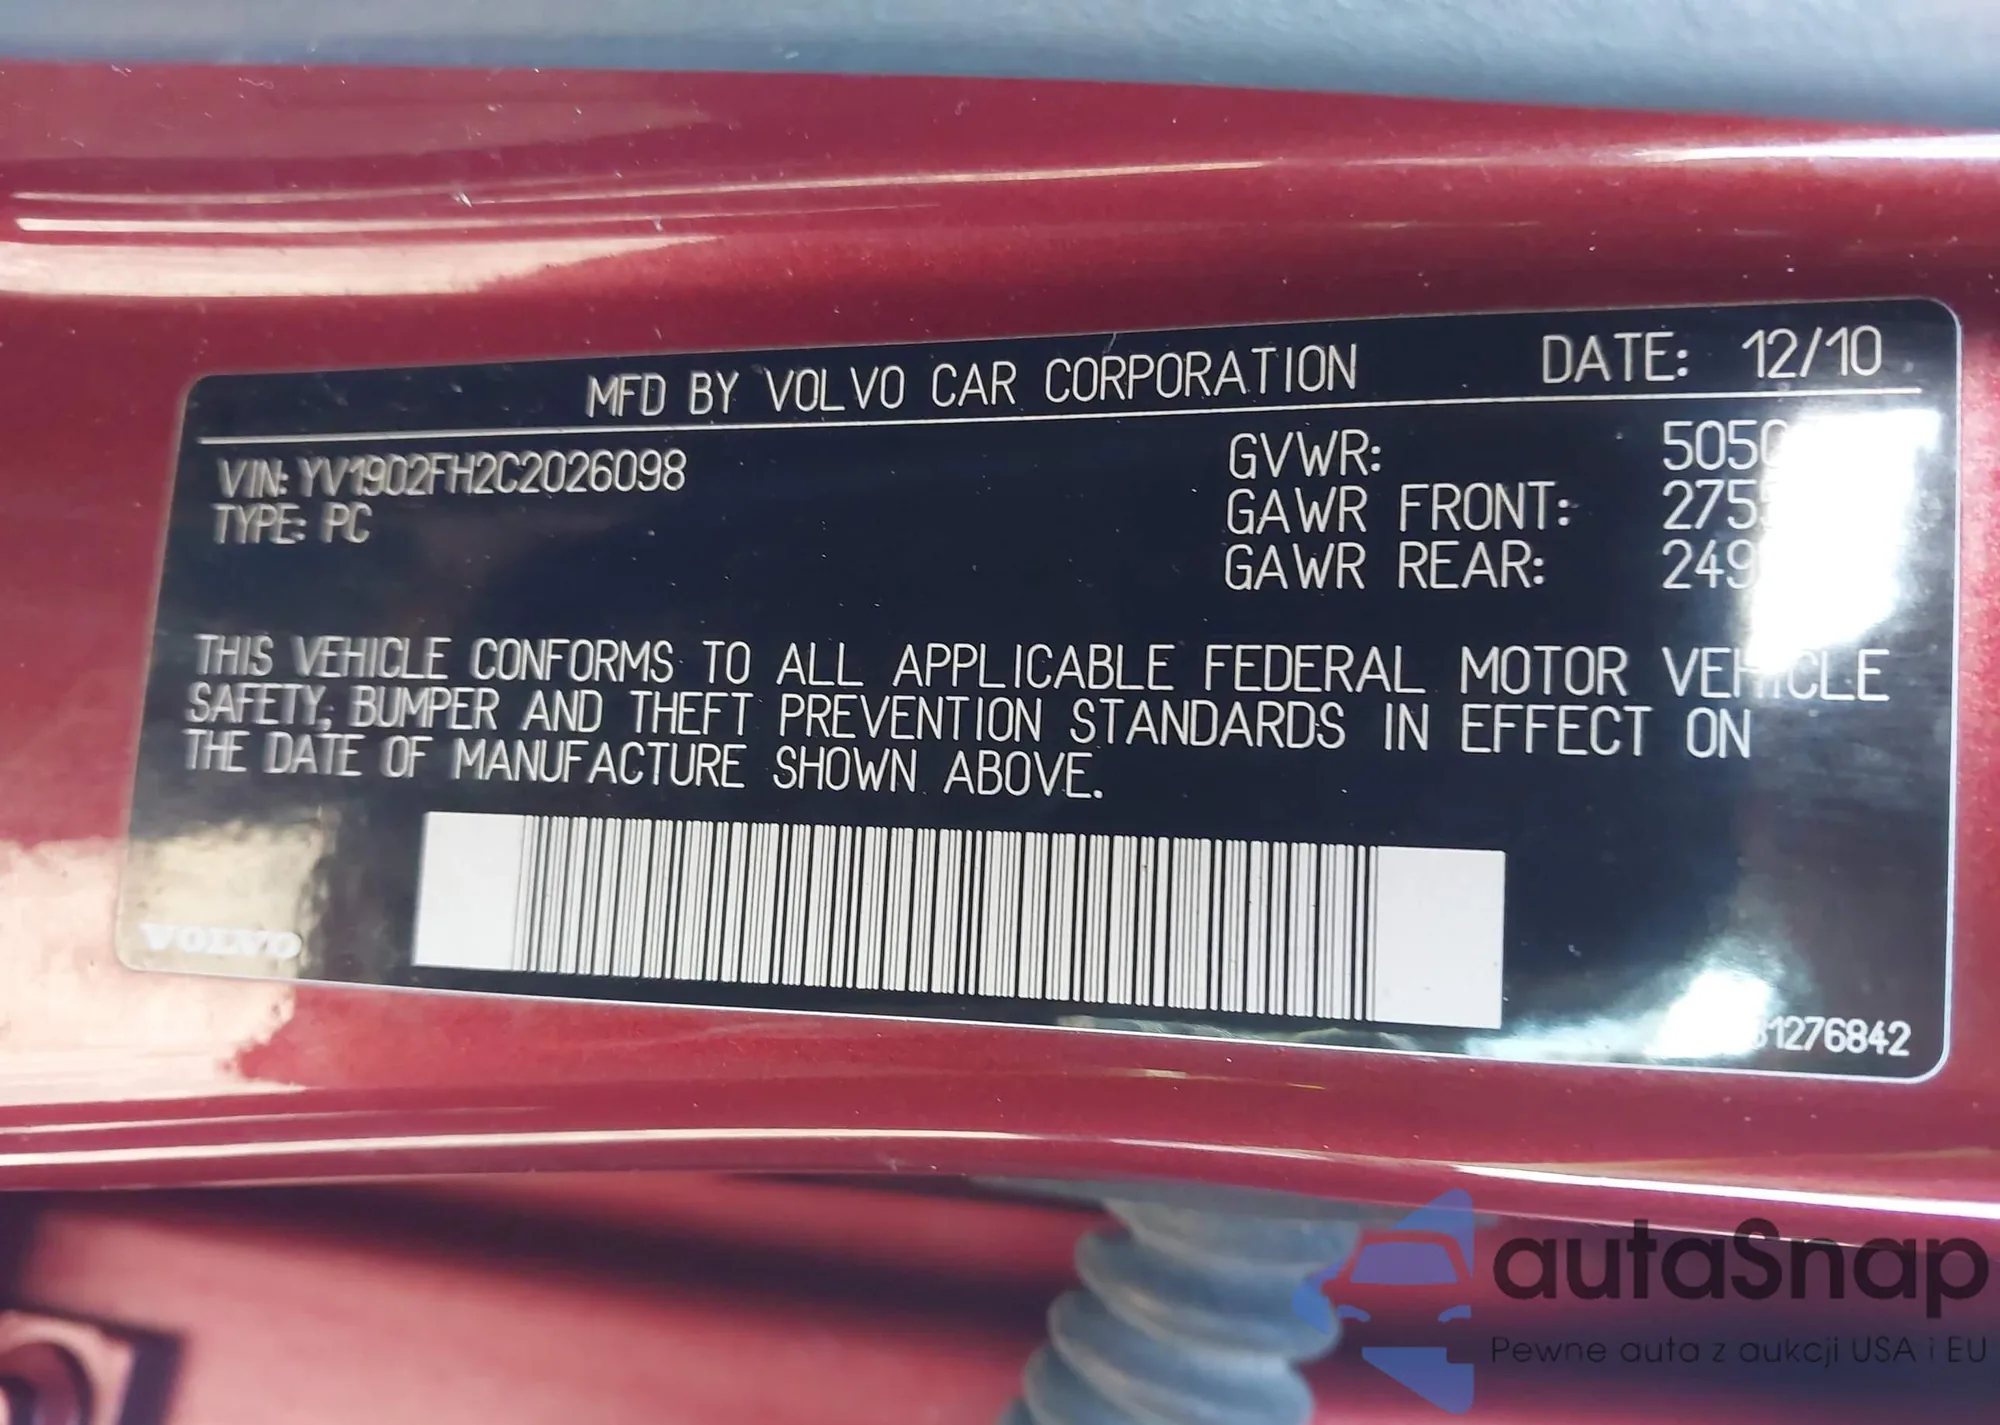 MFD BY VOLVO CAR CORPORATION DATE: 12/10
VIN: YV1902FH2C2026098 GVWR:
TYPE: PC GAWR FRONT:
GAWR REAR:
THIS VEHICLE CONFORMS TO ALL APPLICABLE FEDERAL MOTOR VEHICLE
SAFETY, BUMPER AND THEFT PREVENTION STANDARDS IN EFFECT ON
THE DATE OF MANUFACTURE SHOWN ABOVE.
VOLVO
autaSnap
Pewne auta z aukcji USA i EU